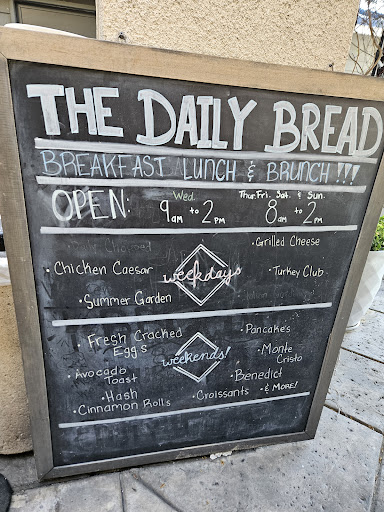 THE DAILY BREAD
BREAKFAST LUNCH & BRUNCH!!!
Wed. Thur. Fri. Sat. & Sun.
OPEN: 9am to 2pm 8am to 2pm
• Grilled Cheese
• Chicken Caesar weekdays • Turkey Club
• Summer Garden
• Fresh Cracked Egg's • Pancake's
weekends! • Monte Cristo
• Avocado Toast • Benedict
• Hash • Croissants • & MORE!
• Cinnamon Rolls